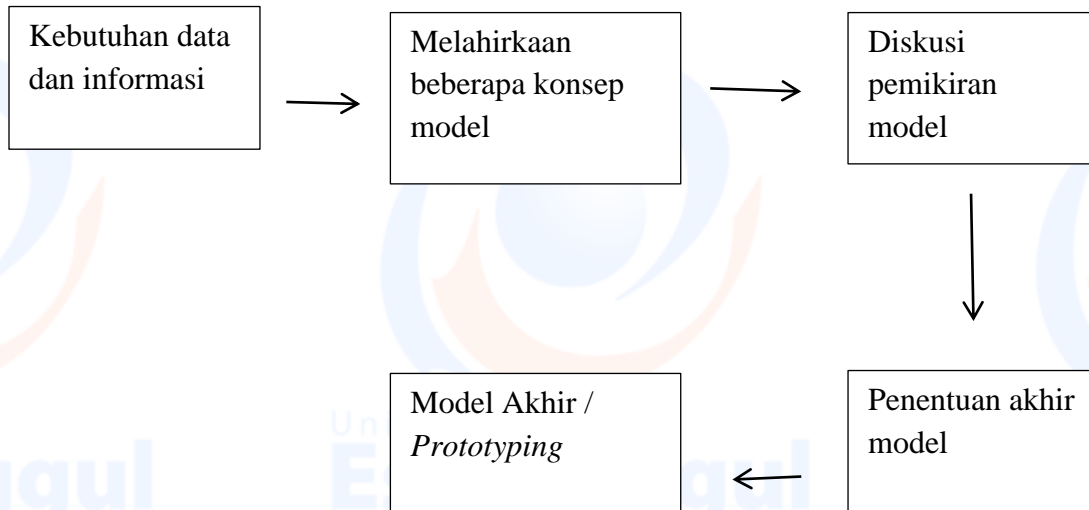 Kebutuhan data
dan informasi
Melahirkaan
beberapa konsep
model
Diskusi
pemikiran
model
Penentuan akhir
model
Model Akhir /
Prototyping